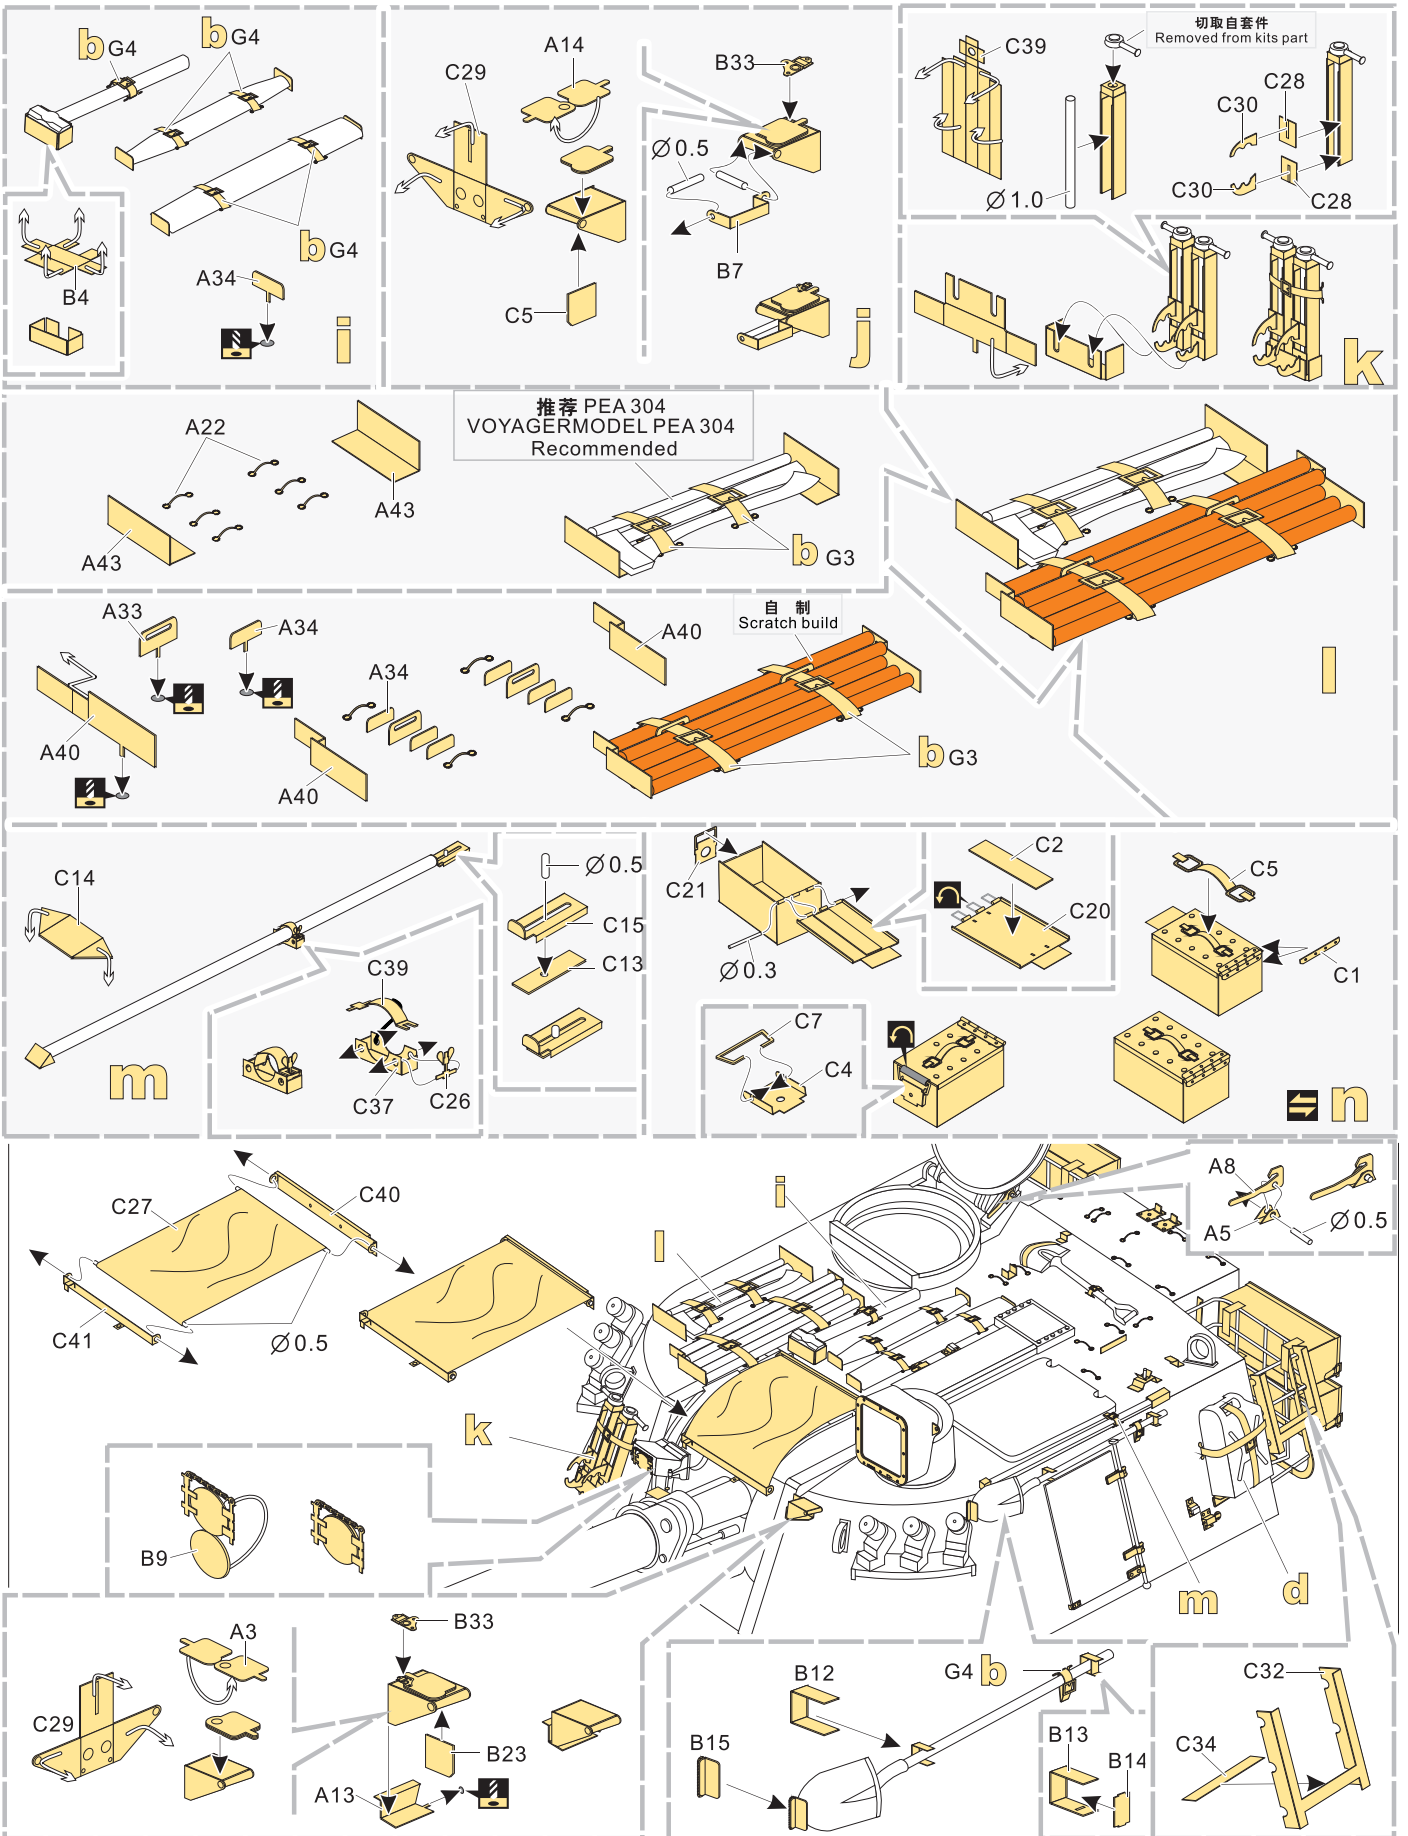 b G4
b G4
b G4
B4
A34
i
A14
C29
C5
B33
Ø 0.5
B7
j
切取自套件
Removed from kits part
C39
Ø 1.0
C28
C30
C30
C28
k
推荐 PEA 304
VOYAGERMODEL PEA 304
Recommended
A22
A43
A43
b G3
A33
A34
A40
A34
A40
A40
自 制
Scratch build
b G3
l
C14
C39
C37
C26
m
Ø 0.5
C15
C13
C21
Ø 0.3
C2
C20
C5
C1
C7
C4
n
C27
C40
C41
Ø 0.5
l
i
k
A8
A5
Ø 0.5
m
d
B9
A3
C29
B33
B23
A13
B12
G4 b
B15
B13
B14
C32
C34